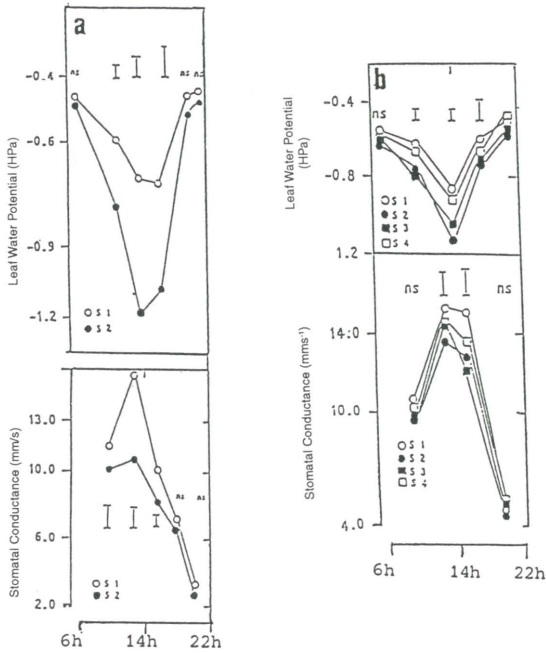 a
Leaf Water Potential (HPa)
-0.4
-0.6
-0.9
-1.2
ns
ns
ns
S 1
S 2
Stomatal Conductance (mm/s)
13.0
10.0
6.0
2.0
ns
ns
S 1
S 2
6h 14h 22h
b
Leaf Water Potential
(HPa)
-0.4
-0.8
1.2
ns
S 1
S 2
S 3
S 4
Stomatal Conductance (mms⁻¹)
14:0
10.0
4.0
ns
ns
S 1
S 2
S 3
S 4
6h 14h 22h